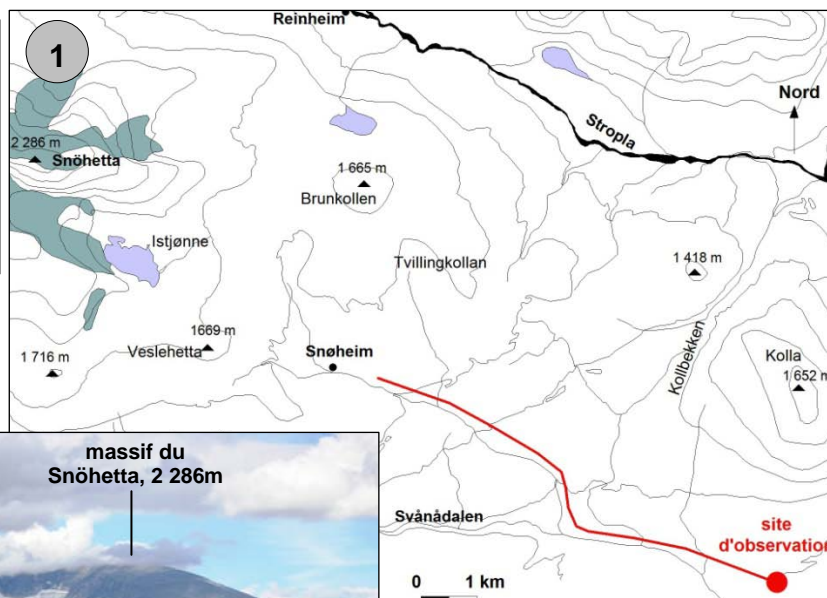 1
Reinheim
Nord
Stropla
2 286 m
Snöhetta
1 665 m
Brunkollen
Istjønne
Tvillingkollan
1 418 m
1669 m
Veslehetta
1 716 m
Snøheim
Kollbekken
Kolla
1 652 m
massif du
Snöhetta, 2 286m
Svånådalen
site
d'observation
0 1 km